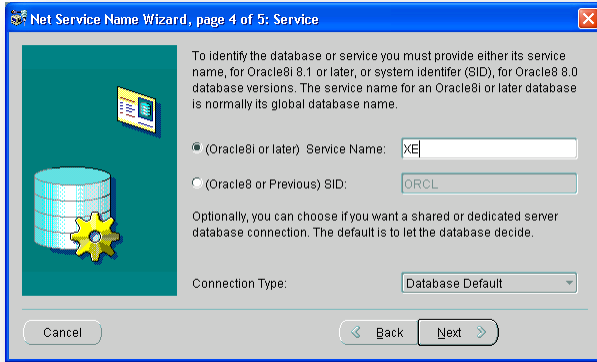 Net Service Name Wizard, page 4 of 5: Service
To identify the database or service you must provide either its service
name, for Oracle8i 8.1 or later, or system identifer (SID), for Oracle8 8.0
database versions. The service name for an Oracle8i or later database
is normally its global database name.
(Oracle8i or later) Service Name: XE
(Oracle8 or Previous) SID: ORCL
Optionally, you can choose if you want a shared or dedicated server
database connection. The default is to let the database decide.
Connection Type: Database Default
Cancel Back Next